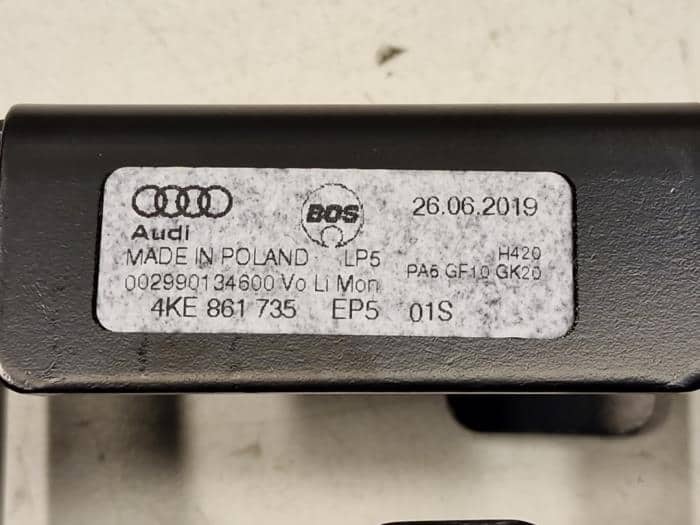 BOS 26.06.2019
Audi
MADE IN POLAND LP5 H420
PA6 GF10 GK20
002990134600 Vo Li Mon
4KE 861 735 EP5 01S